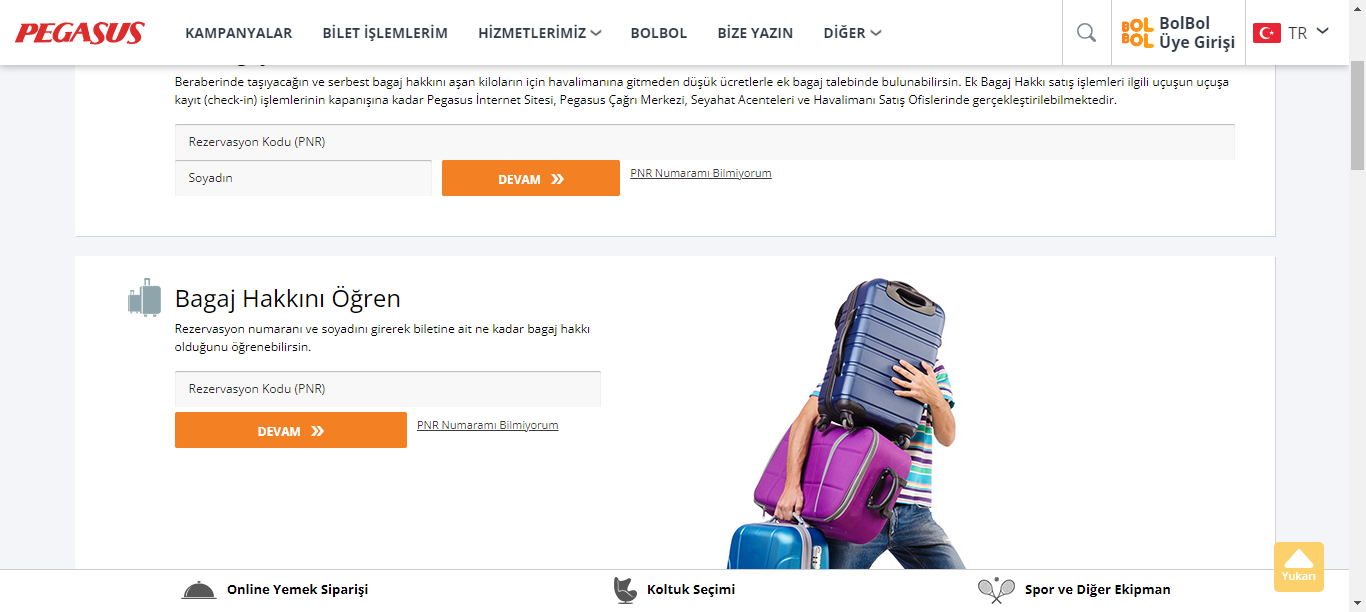 PEGASUS
KAMPANYALAR
BİLET İŞLEMLERİM
HİZMETLERİMİZ
BOLBOL
BİZE YAZIN
DİĞER
BOL
BOL
BolBol
Üye Girişi
TR
Beraberinde taşıyacağın ve serbest bagaj hakkını aşan kiloların için havalimanına gitmeden düşük ücretlerle ek bagaj talebinde bulunabilirsin. Ek Bagaj Hakkı satış işlemleri ilgili uçuşun uçuşa
kayıt (check-in) işlemlerinin kapanışına kadar Pegasus İnternet Sitesi, Pegasus Çağrı Merkezi, Seyahat Acenteleri ve Havalimanı Satış Ofislerinde gerçekleştirilebilmektedir.
Rezervasyon Kodu (PNR)
Soyadın
DEVAM
PNR Numaramı Bilmiyorum
Bagaj Hakkını Öğren
Rezervasyon numaranı ve soyadını girerek biletine ait ne kadar bagaj hakkı
olduğunu öğrenebilirsin.
Rezervasyon Kodu (PNR)
DEVAM
PNR Numaramı Bilmiyorum
Yukarı
Online Yemek Siparişi
Koltuk Seçimi
Spor ve Diğer Ekipman